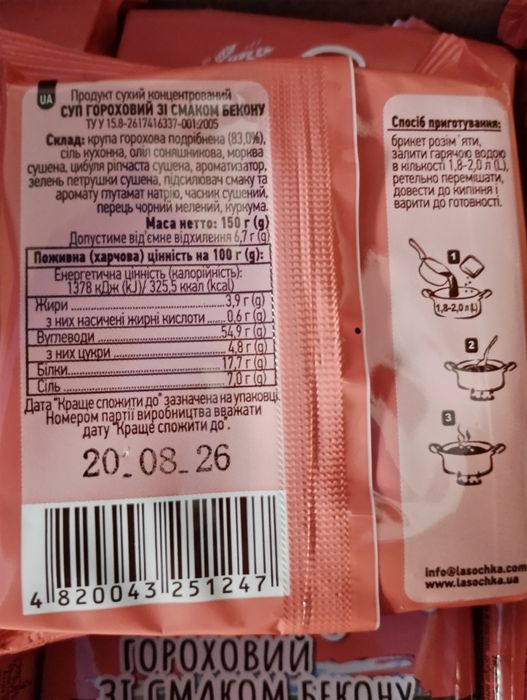 UA
Продукт сухий концентрований
СУП ГОРОХОВИЙ ЗІ СМАКОМ БЕКОНУ
ТУ У 15.8-2617416337-001:2005
Склад: крупа горохова подрібнена (83,0%),
сіль кухонна, олія соняшникова, морква
сушена, цибуля ріпчаста сушена, ароматизатор,
зелень петрушки сушена, підсилювач смаку та
аромату глутамат натрію, часник сушений,
перець чорний мелений, куркума.
Маса нетто: 150 г (g)
Допустиме від'ємне відхилення 6,7 г (g)
Поживна (харчова) цінність на 100 г (g):
Енергетична цінність (калорійність):
1378 кДж (kJ)/ 325,5 ккал (kcal)
Жири 3,9 г (g)
з них насичені жирні кислоти 0,6 г (g)
Вуглеводи 54,9 г (g)
з них цукри 4,8 г (g)
Білки 17,7 г (g)
Сіль 7,0 г (g)
Дата "Краще спожити до" зазначена на упаковці.
Номером партії виробництва вважати
дату "Краще спожити до".
20_08_26
4 820043 251247
Спосіб приготування:
брикет розім'яти,
залити гарячою водою
в кількості 1,8-2,0 л (L),
ретельно перемішати,
довести до кипіння і
варити до готовності.
1
1,8-2,0 л (L)
2
3
info@lasochka.com
www.lasochka.ua
ГОРОХОВИЙ
ЗІ СМАКОМ БЕКОНУ